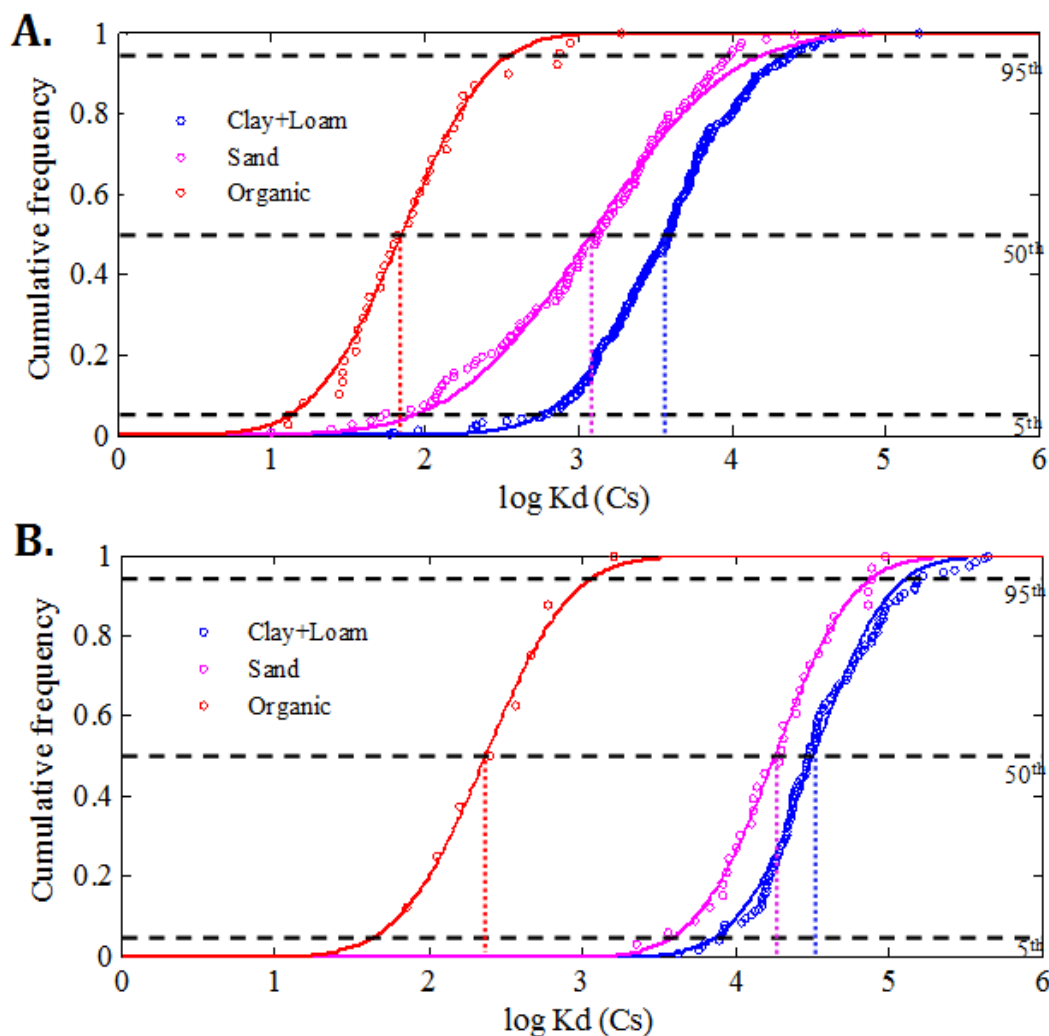 A.
1
0.8
0.6
0.4
0.2
0
Cumulative frequency
Clay+Loam
Sand
Organic
95th
50th
5th
0 1 2 3 4 5 6
log Kd (Cs)
B.
1
0.8
0.6
0.4
0.2
0
Cumulative frequency
Clay+Loam
Sand
Organic
95th
50th
5th
0 1 2 3 4 5 6
log Kd (Cs)